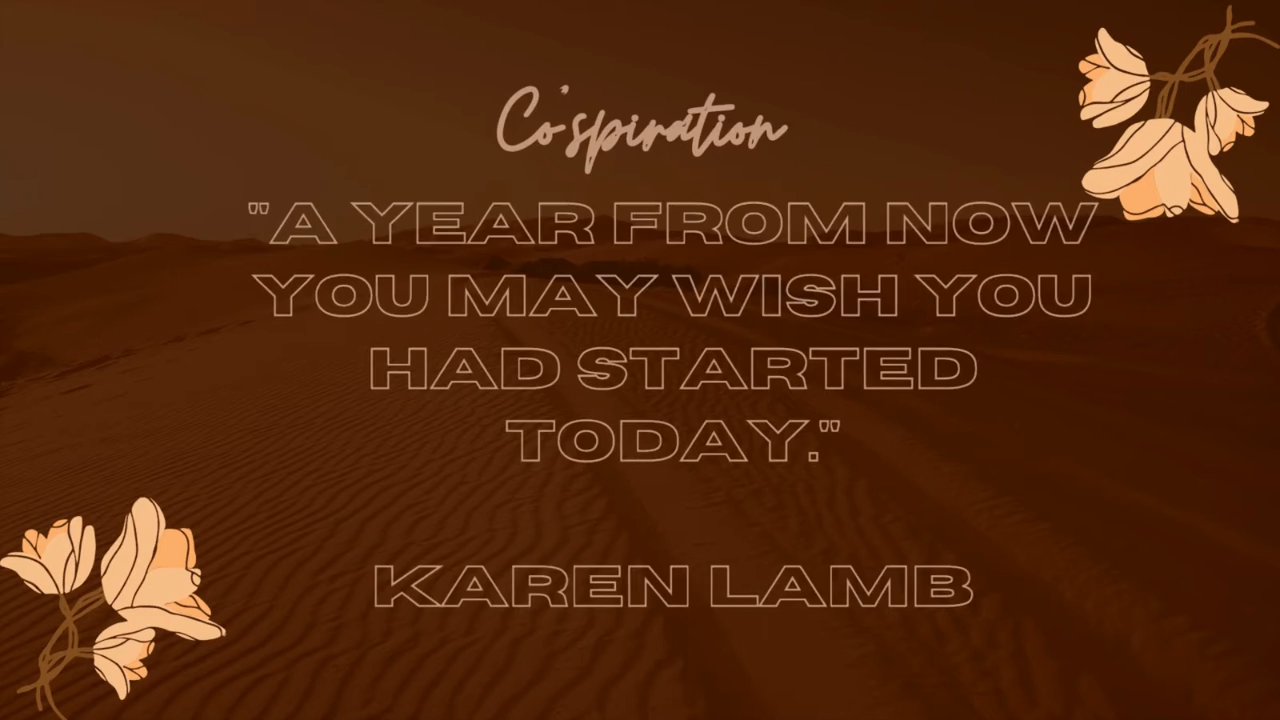 Co'spiration
"A YEAR FROM NOW
YOU MAY WISH YOU
HAD STARTED
TODAY."
KAREN LAMB